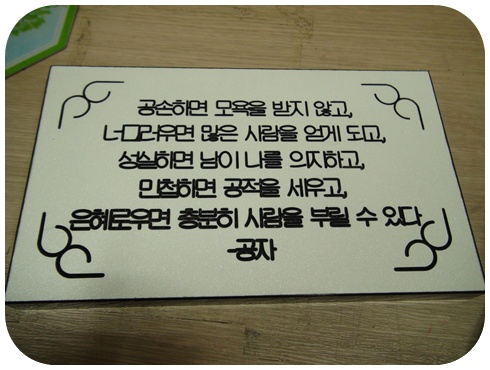 공손하면 모욕을 받지 않고,
너그러우면 많은 사람을 얻게 되고,
성실하면 남이 나를 의지하고,
민첩하면 공적을 세우고,
은혜로우면 충분히 사람을 부릴 수 있다
-공자